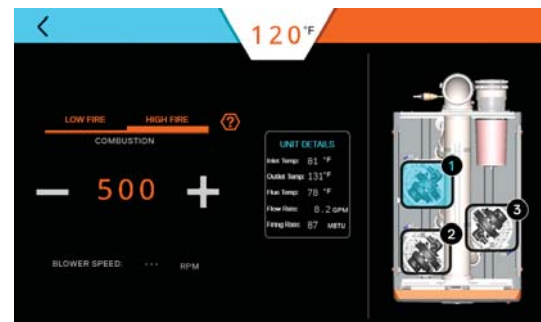 120°F
LOW FIRE HIGH FIRE ?
COMBUSTION
— 500 +
BLOWER SPEED: --- RPM
UNIT DETAILS
Inlet Temp: 81 °F
Outlet Temp: 131°F
Flue Temp: 78 °F
Flow Rate: 8.2 GPM
Firing Rate: 87 MBTU
1
3
2